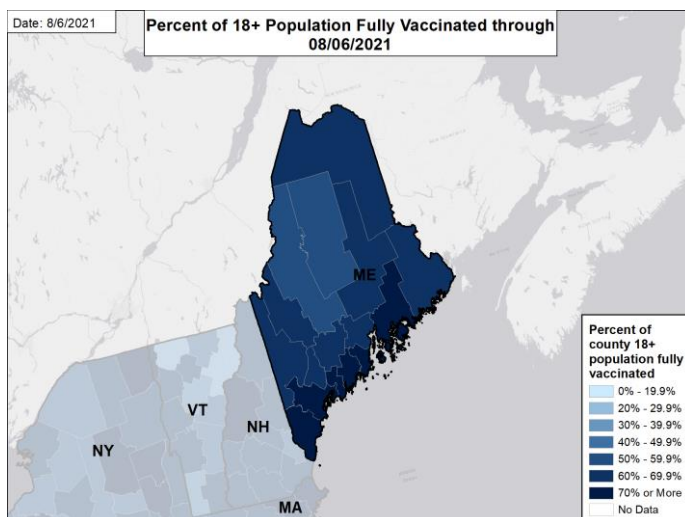 Date: 8/6/2021
Percent of 18+ Population Fully Vaccinated through
08/06/2021
ME
VT
NH
NY
MA
Percent of
county 18+
population fully
vaccinated
0% - 19.9%
20% - 29.9%
30% - 39.9%
40% - 49.9%
50% - 59.9%
60% - 69.9%
70% or More
No Data